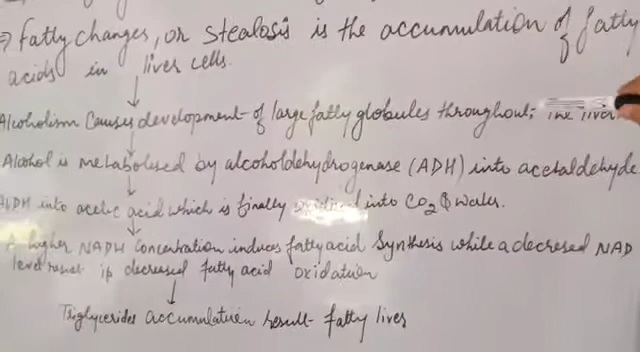 ⇒ Fatty changes, or Stealosis is the accumulation of fatty
acids in liver cells.
Alcoholism Causes development of large fatty globules throughout the liver
Alcohol is metabolised by alcoholdehydrogenase (ADH) into acetaldehyde
ALDH into acetic acid which is finally oxidised into CO2 & water.
A higher NADH Concentration induces fatty acid Synthesis while a decresed NAD
level result in decreased fatty acid oxidation
Triglycerides accumulation result fatty liver